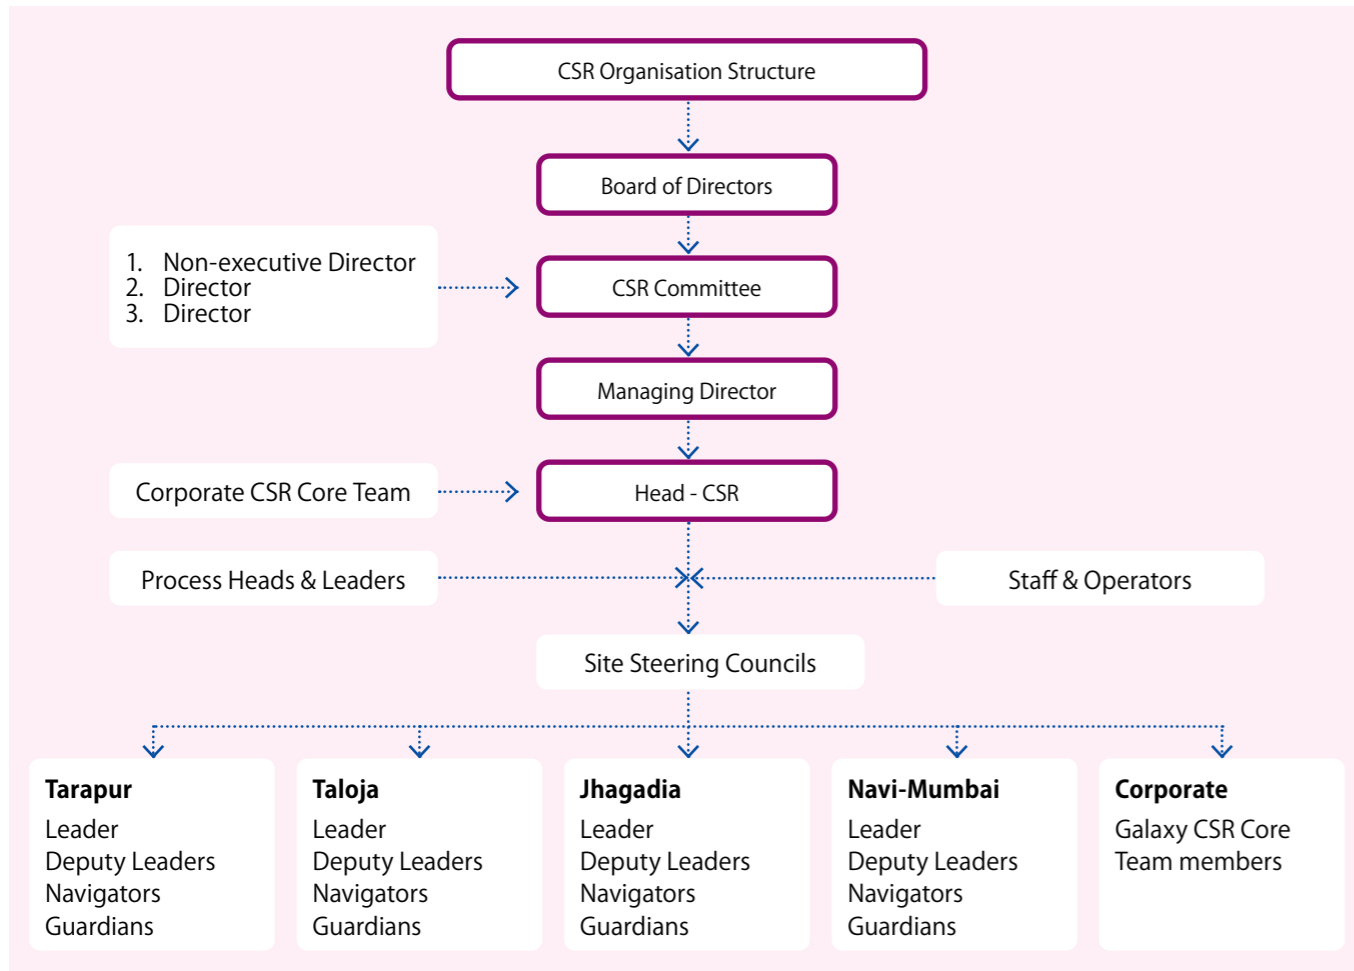 CSR Organisation Structure
Board of Directors
1. Non-executive Director
2. Director
3. Director
CSR Committee
Managing Director
Corporate CSR Core Team
Head - CSR
Process Heads & Leaders
Staff & Operators
Site Steering Councils
Tarapur
Leader
Deputy Leaders
Navigators
Guardians
Taloja
Leader
Deputy Leaders
Navigators
Guardians
Jhagadia
Leader
Deputy Leaders
Navigators
Guardians
Navi-Mumbai
Leader
Deputy Leaders
Navigators
Guardians
Corporate
Galaxy CSR Core
Team members